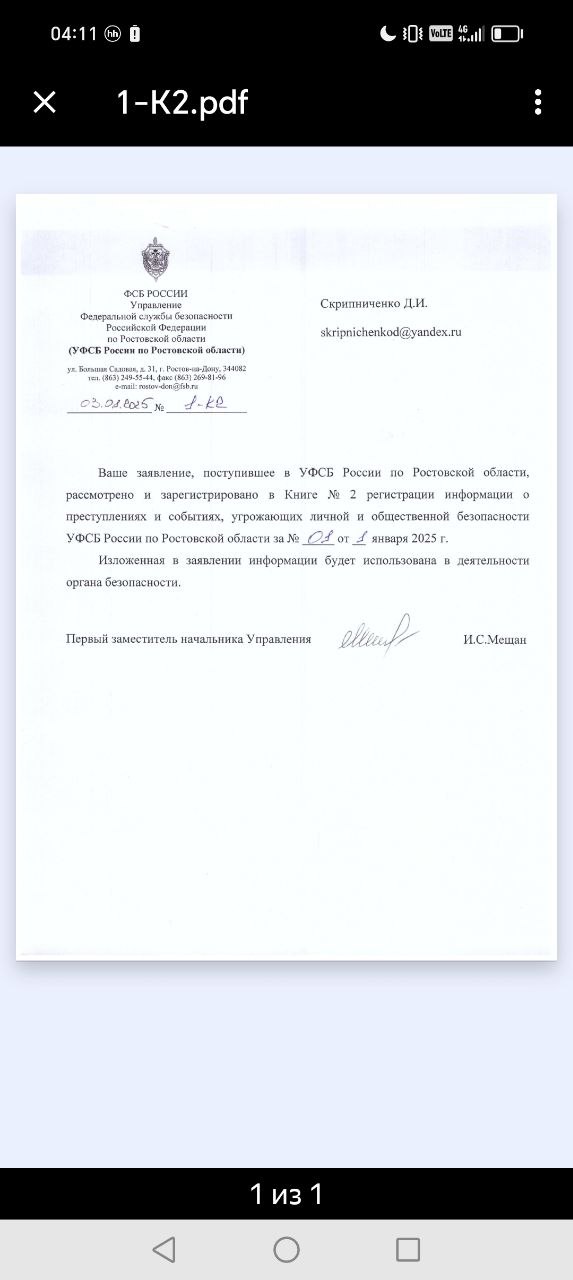 04:11 hh VoLTE 4G
1-K2.pdf
ФСБ РОССИИ
Управление
Федеральной службы безопасности
Российской Федерации
по Ростовской области
(УФСБ России по Ростовской области)
ул. Большая Садовая, д. 31, г. Ростов-на-Дону, 344082
тел. (863) 249-55-44, факс (863) 269-81-96
e-mail: rostov-don@fsb.ru
03.01.2025 № 1-К2
Скрипниченко Д.И.
skripnichenkod@yandex.ru
Ваше заявление, поступившее в УФСБ России по Ростовской области,
рассмотрено и зарегистрировано в Книге № 2 регистрации информации о
преступлениях и событиях, угрожающих личной и общественной безопасности
УФСБ России по Ростовской области за № 01 от 1 января 2025 г.
Изложенная в заявлении информации будет использована в деятельности
органа безопасности.
Первый заместитель начальника Управления И.С.Мещан
1 из 1